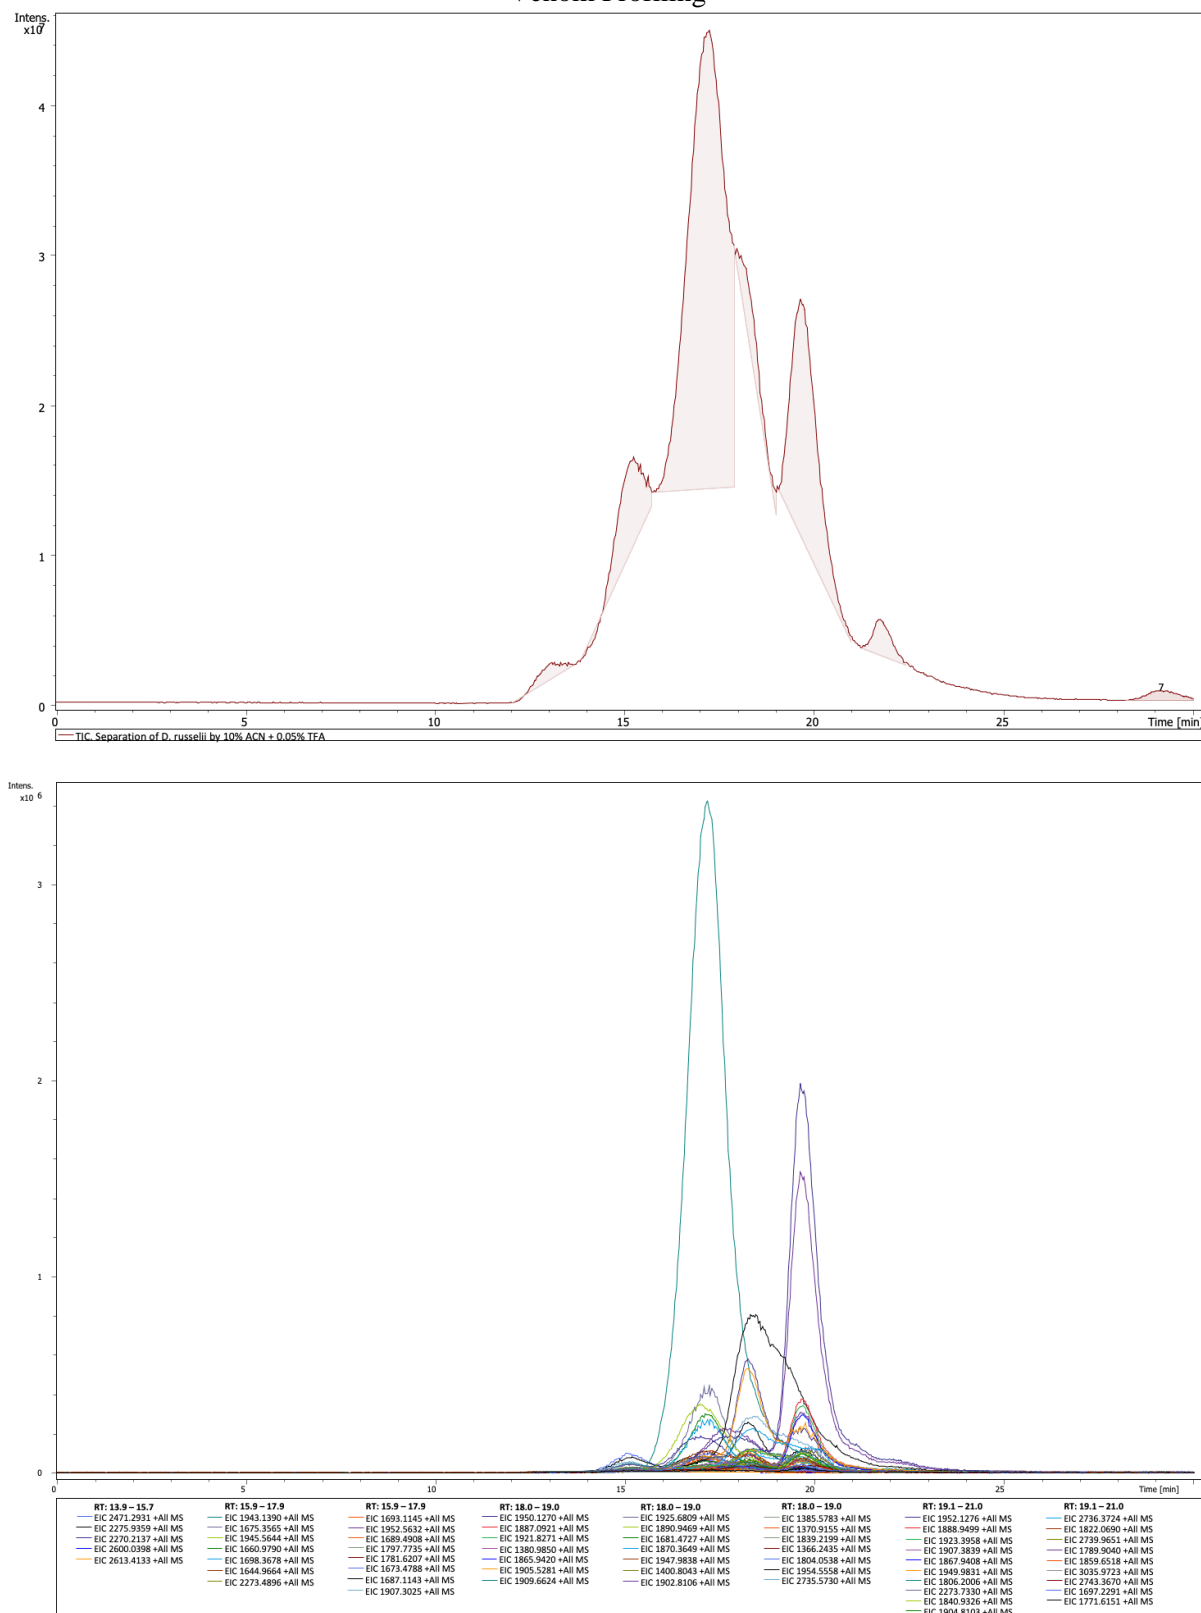 Venom Profiling
Intens.
x10⁷
4
3
2
1
0
7
0 5 10 15 20 25 Time [min]
TIC. Separation of D. russelii by 10% ACN + 0.05% TFA
Intens.
x10 ⁶
3
2
1
0
0 5 10 15 20 25 Time [min]
RT: 13.9 – 15.7 RT: 15.9 – 17.9 RT: 15.9 – 17.9 RT: 18.0 – 19.0 RT: 18.0 – 19.0 RT: 18.0 – 19.0 RT: 19.1 – 21.0 RT: 19.1 – 21.0
EIC 2471.2931 +All MS EIC 1943.1390 +All MS EIC 1693.1145 +All MS EIC 1950.1270 +All MS EIC 1925.6809 +All MS EIC 1385.5783 +All MS EIC 1952.1276 +All MS EIC 2736.3724 +All MS
EIC 2275.9359 +All MS EIC 1675.3565 +All MS EIC 1952.5632 +All MS EIC 1887.0921 +All MS EIC 1890.9469 +All MS EIC 1370.9155 +All MS EIC 1888.9499 +All MS EIC 1822.0690 +All MS
EIC 2270.2137 +All MS EIC 1945.5644 +All MS EIC 1689.4908 +All MS EIC 1921.8271 +All MS EIC 1681.4727 +All MS EIC 1839.2199 +All MS EIC 1923.3958 +All MS EIC 2739.9651 +All MS
EIC 2600.0398 +All MS EIC 1660.9790 +All MS EIC 1797.7735 +All MS EIC 1380.9850 +All MS EIC 1870.3649 +All MS EIC 1366.2435 +All MS EIC 1907.3839 +All MS EIC 1789.9040 +All MS
EIC 2613.4133 +All MS EIC 1698.3678 +All MS EIC 1781.6207 +All MS EIC 1865.9420 +All MS EIC 1947.9838 +All MS EIC 1804.0538 +All MS EIC 1867.9408 +All MS EIC 1859.6518 +All MS
EIC 1644.9664 +All MS EIC 1673.4788 +All MS EIC 1905.5281 +All MS EIC 1400.8043 +All MS EIC 1954.5558 +All MS EIC 1949.9831 +All MS EIC 3035.9723 +All MS
EIC 2273.4896 +All MS EIC 1687.1143 +All MS EIC 1909.6624 +All MS EIC 1902.8106 +All MS EIC 2735.5730 +All MS EIC 1806.2006 +All MS EIC 2743.3670 +All MS
EIC 1907.3025 +All MS EIC 2273.7330 +All MS EIC 1697.2291 +All MS
EIC 1840.9326 +All MS EIC 1771.6151 +All MS
EIC 1904.8103 +All MS